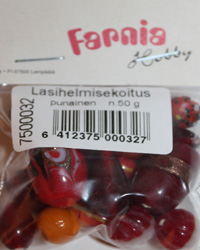 Farnia
Hobby
Lasihelmisekoitus
punainen n.50 g
7500032
6 412375 000327